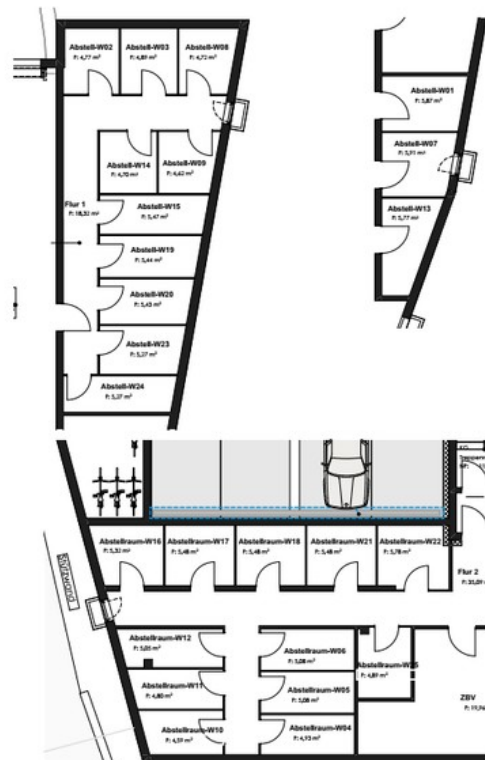 Abstell-W02
F: 4,77 m²
Abstell-W03
F: 4,89 m²
Abstell-W08
F: 4,72 m²
Abstell-W14
F: 4,70 m²
Abstell-W09
F: 4,62 m²
Flur 1
F: 18,52 m²
Abstell-W15
F: 5,47 m²
Abstell-W19
F: 5,44 m²
Abstell-W20
F: 5,43 m²
Abstell-W23
F: 5,27 m²
Abstell-W24
F: 5,27 m²
Abstell-W01
F: 5,87 m²
Abstell-W07
F: 5,91 m²
Abstell-W13
F: 5,77 m²
Stützwand
Abstellraum-W16
F: 5,32 m²
Abstellraum-W17
F: 5,48 m²
Abstellraum-W18
F: 5,48 m²
Abstellraum-W21
F: 5,48 m²
Abstellraum-W22
F: 5,78 m²
Flur 2
Abstellraum-W12
F: 5,05 m²
Abstellraum-W06
F: 5,08 m²
F: 4,89 m²
Abstellraum-W11
F: 4,80 m²
Abstellraum-W05
F: 5,08 m²
ZBV
Abstellraum-W10
F: 4,59 m²
Abstellraum-W04
F: 4,93 m²